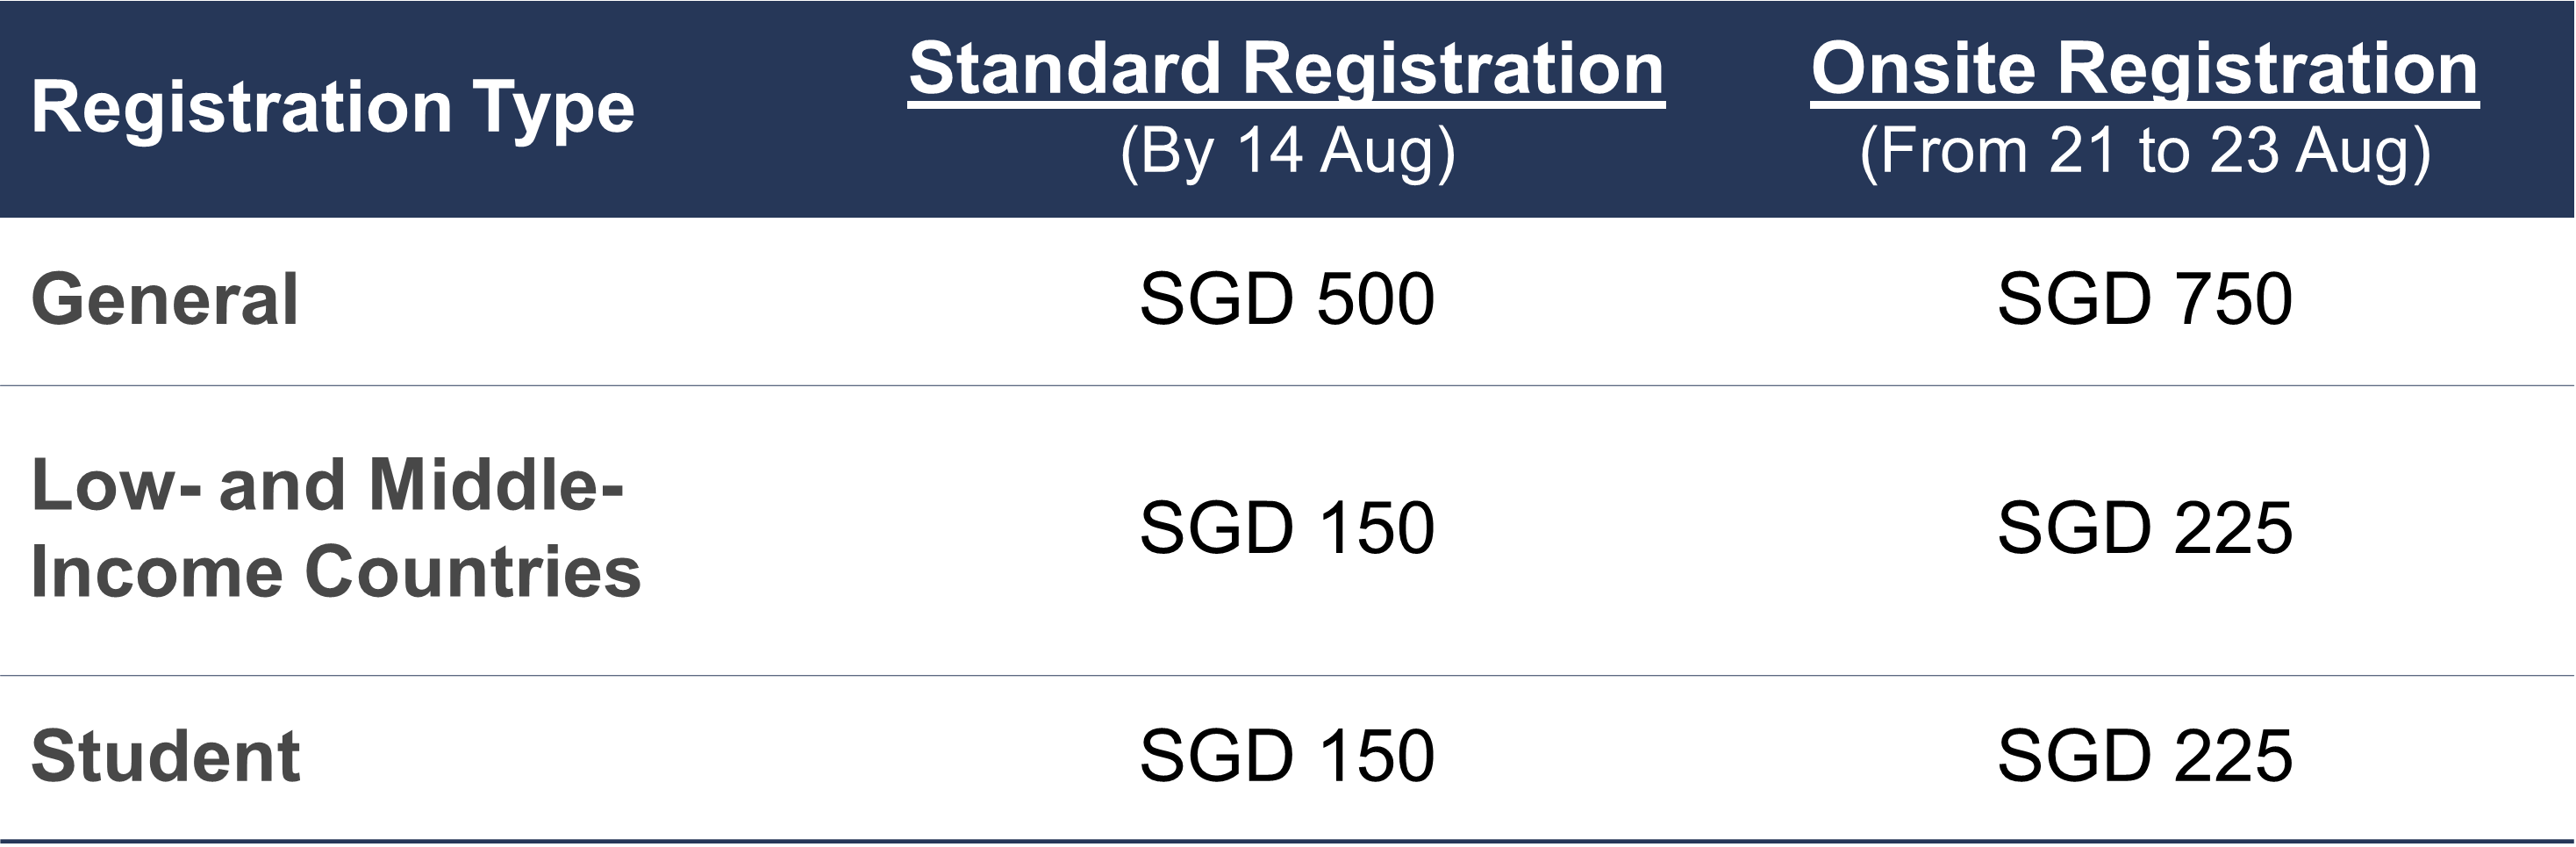 Registration Type
Standard Registration
(By 14 Aug)
Onsite Registration
(From 21 to 23 Aug)
General
SGD 500
SGD 750
Low- and Middle-
Income Countries
SGD 150
SGD 225
Student
SGD 150
SGD 225